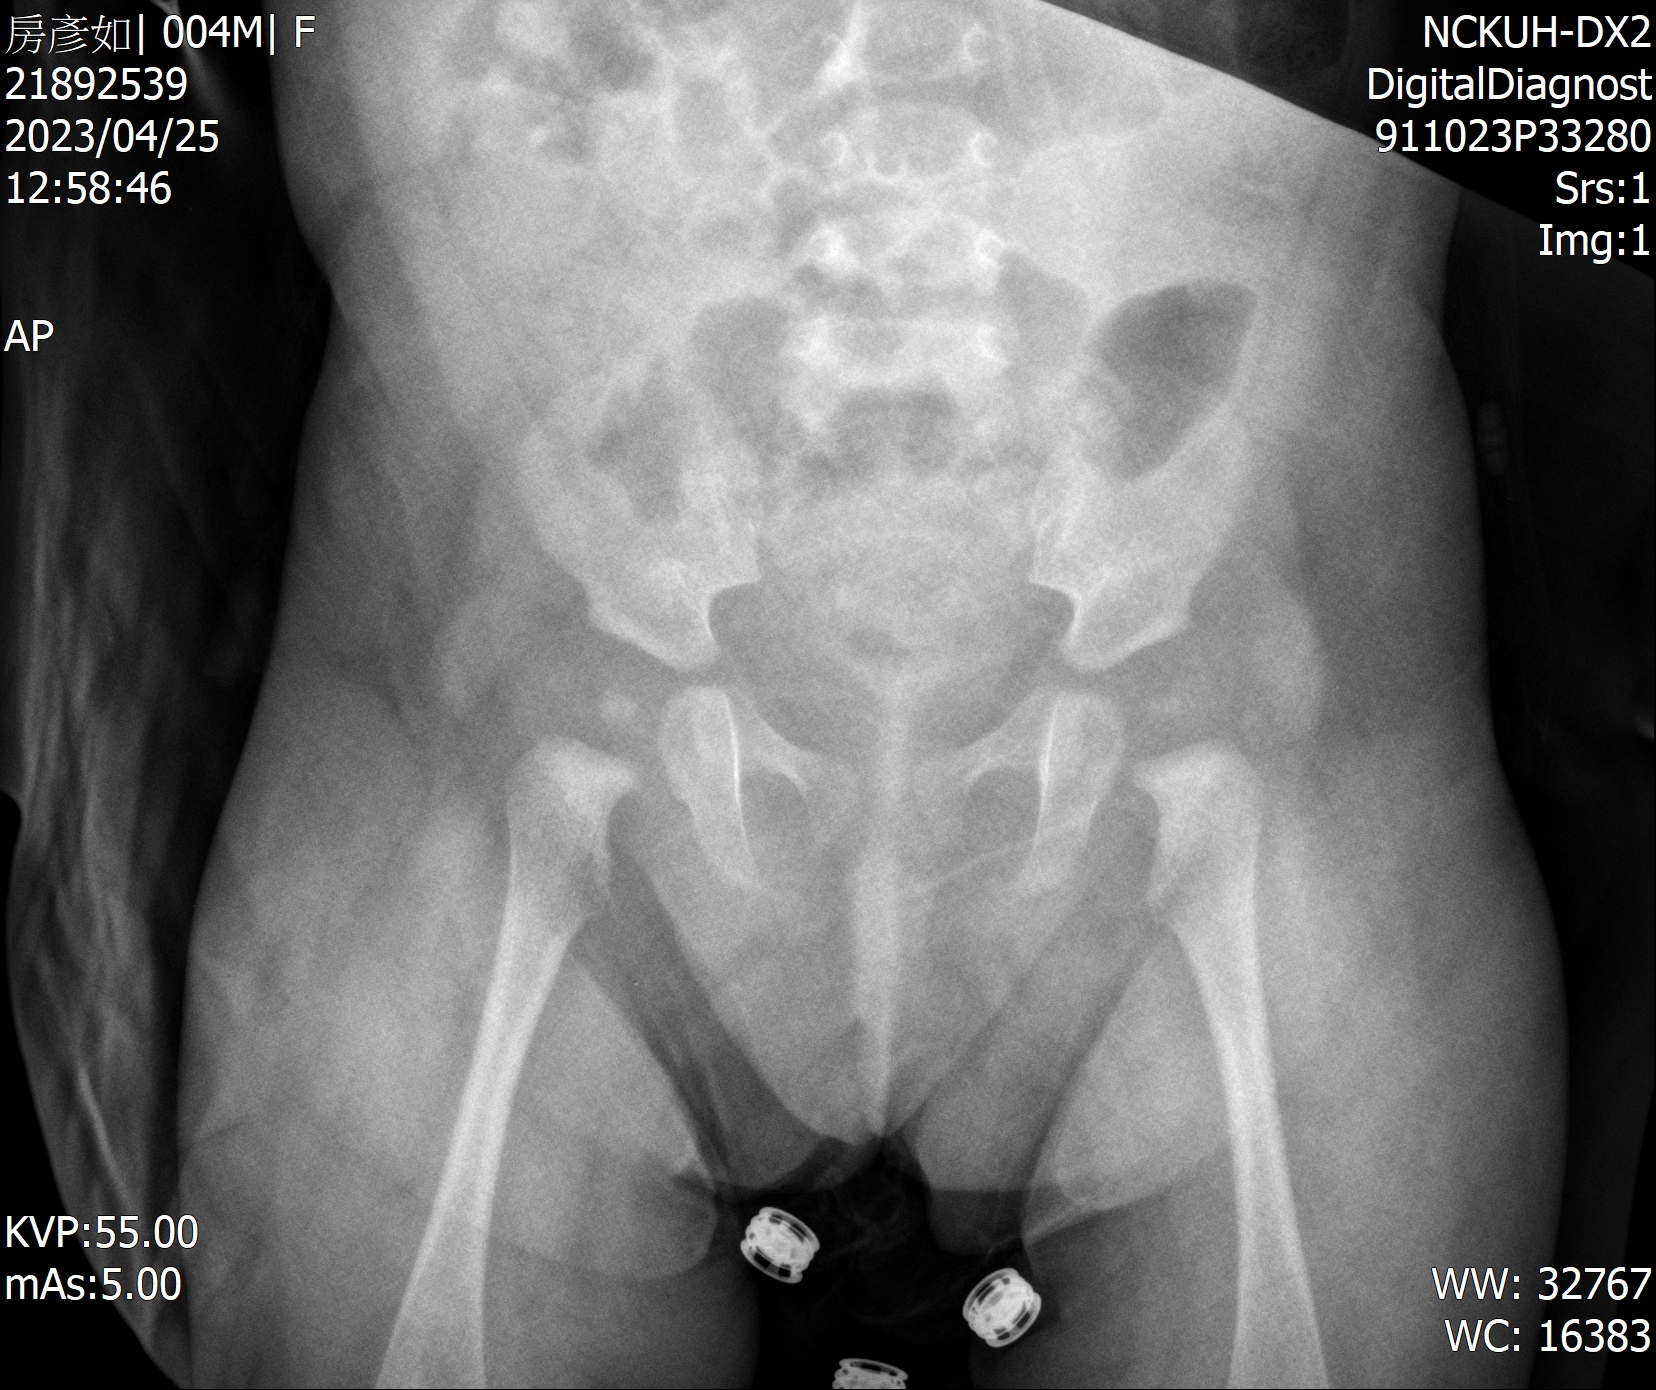 房彥如| 004M| F
21892539
2023/04/25
12:58:46
AP
KVP:55.00
mAs:5.00
NCKUH-DX2
DigitalDiagnost
911023P33280
Srs:1
Img:1
WW: 32767
WC: 16383